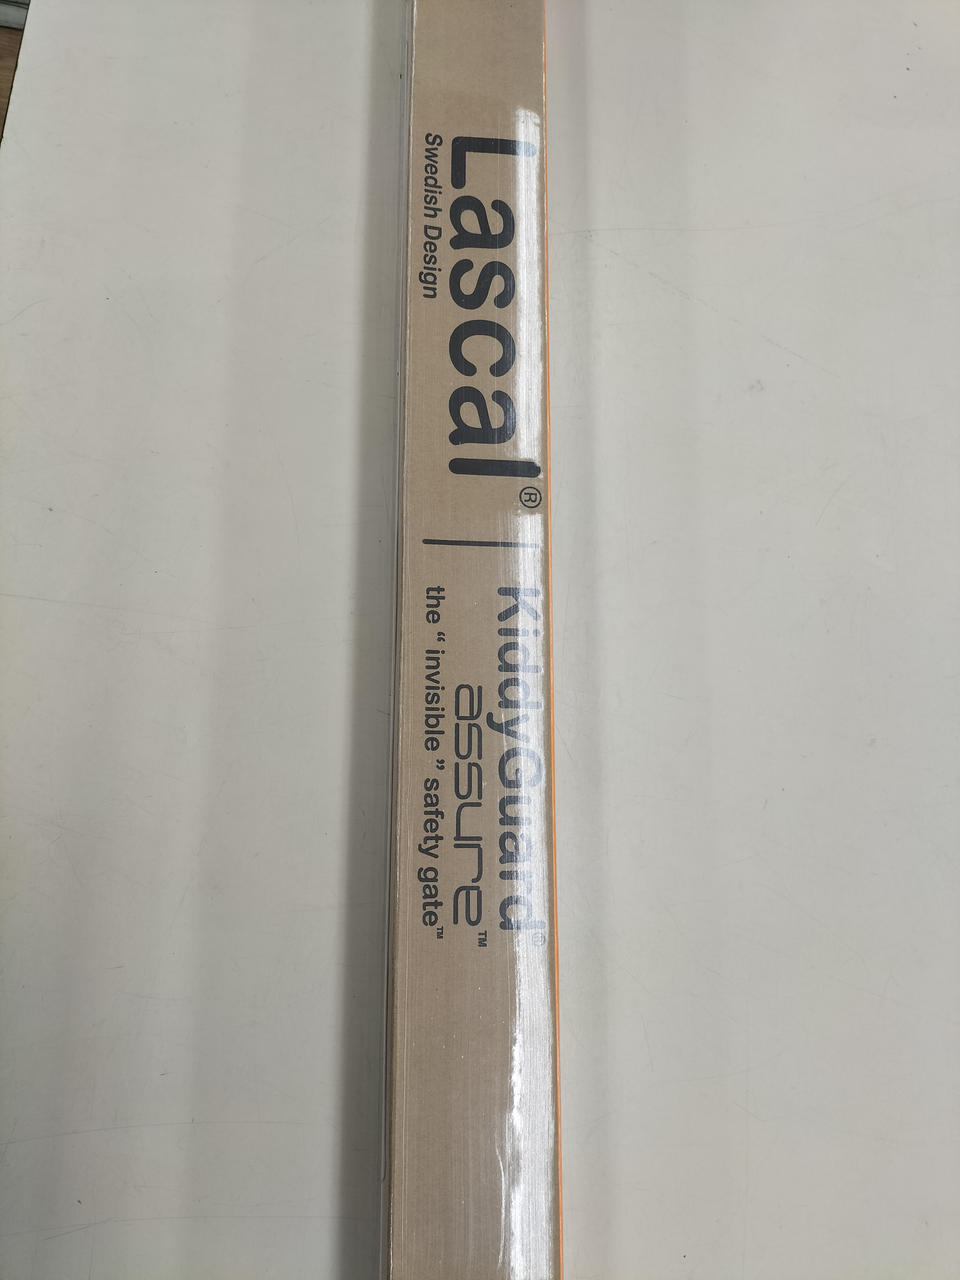 Lascal®
Swedish Design
KiddyGuard®
assure™
the “ invisible ” safety gate™